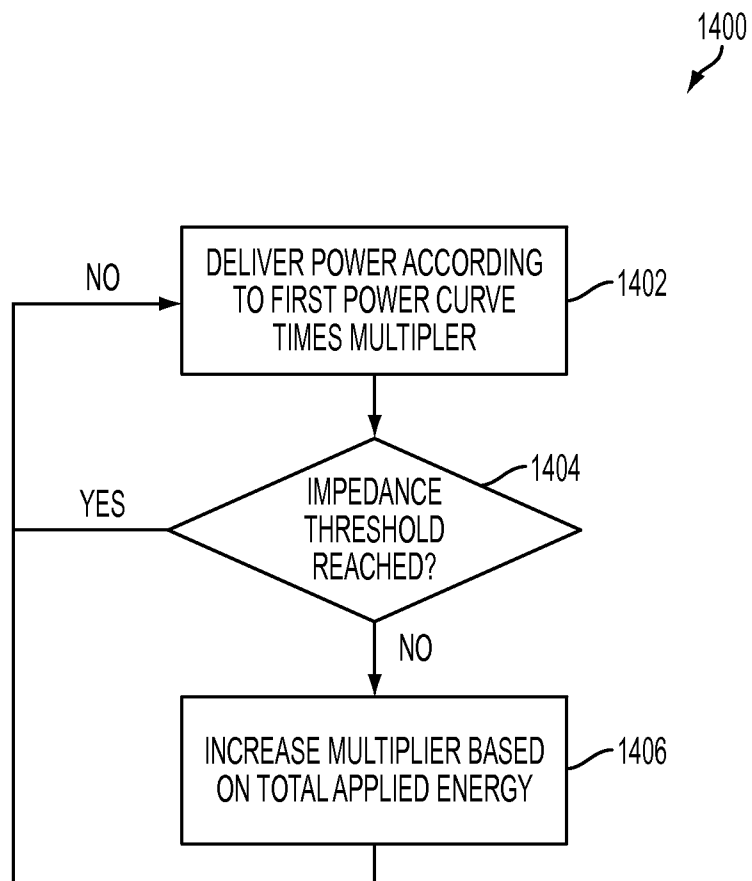 1400
DELIVER POWER ACCORDING
TO FIRST POWER CURVE
TIMES MULTIPLER
NO
1402
IMPEDANCE
THRESHOLD
REACHED?
1404
YES
NO
INCREASE MULTIPLIER BASED
ON TOTAL APPLIED ENERGY
1406